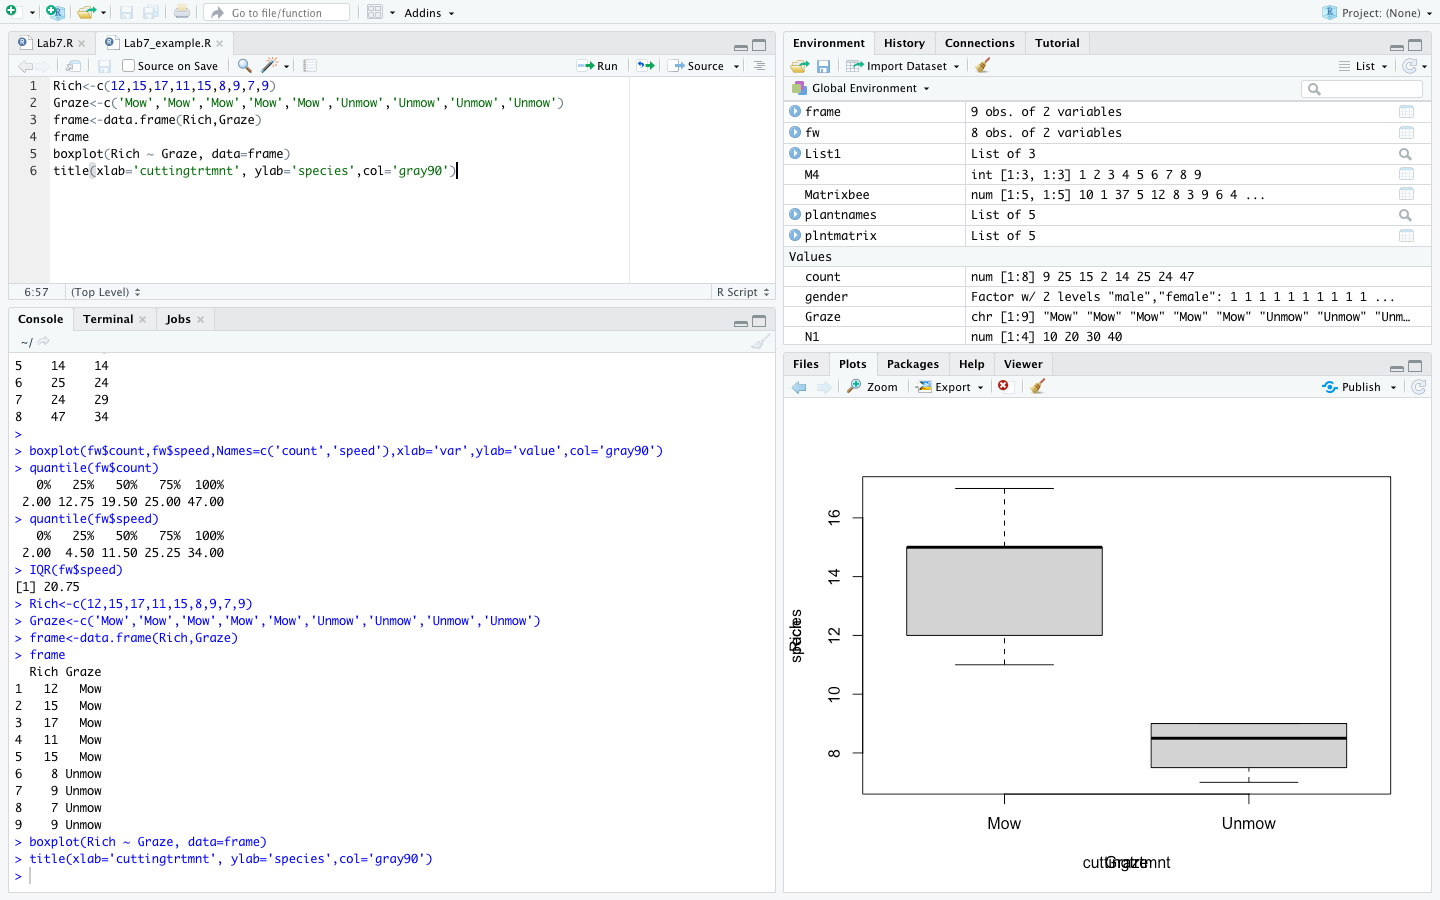 Go to file/function
Addins
Project: (None)
Lab7.R
Lab7_example.R
Source on Save
Run
Source
1 Rich<-c(12,15,17,11,15,8,9,7,9)
2 Graze<-c('Mow','Mow','Mow','Mow','Mow','Unmow','Unmow','Unmow','Unmow')
3 frame<-data.frame(Rich,Graze)
4 frame
5 boxplot(Rich ~ Graze, data=frame)
6 title(xlab='cuttingtrtmnt', ylab='species',col='gray90')
6:57 (Top Level) R Script
Console Terminal Jobs
~/
5 14 14
6 25 24
7 24 29
8 47 34
>
> boxplot(fw$count,fw$speed,Names=c('count','speed'),xlab='var',ylab='value',col='gray90')
> quantile(fw$count)
0% 25% 50% 75% 100%
2.00 12.75 19.50 25.00 47.00
> quantile(fw$speed)
0% 25% 50% 75% 100%
2.00 4.50 11.50 25.25 34.00
> IQR(fw$speed)
[1] 20.75
> Rich<-c(12,15,17,11,15,8,9,7,9)
> Graze<-c('Mow','Mow','Mow','Mow','Mow','Unmow','Unmow','Unmow','Unmow')
> frame<-data.frame(Rich,Graze)
> frame
Rich Graze
1 12 Mow
2 15 Mow
3 17 Mow
4 11 Mow
5 15 Mow
6 8 Unmow
7 9 Unmow
8 7 Unmow
9 9 Unmow
> boxplot(Rich ~ Graze, data=frame)
> title(xlab='cuttingtrtmnt', ylab='species',col='gray90')
>
Environment History Connections Tutorial
Import Dataset List
Global Environment
frame 9 obs. of 2 variables
fw 8 obs. of 2 variables
List1 List of 3
M4 int [1:3, 1:3] 1 2 3 4 5 6 7 8 9
Matrixbee num [1:5, 1:5] 10 1 37 5 12 8 3 9 6 4 ...
plantnames List of 5
plntmatrix List of 5
Values
count num [1:8] 9 25 15 2 14 25 24 47
gender Factor w/ 2 levels "male","female": 1 1 1 1 1 1 1 1 1 1 ...
Graze chr [1:9] "Mow" "Mow" "Mow" "Mow" "Mow" "Unmow" "Unmow" "Unm…
N1 num [1:4] 10 20 30 40
Files Plots Packages Help Viewer
Zoom Export Publish
16
14
12
10
8
Rich
species
Mow Unmow
Graze
cuttingtrtmnt